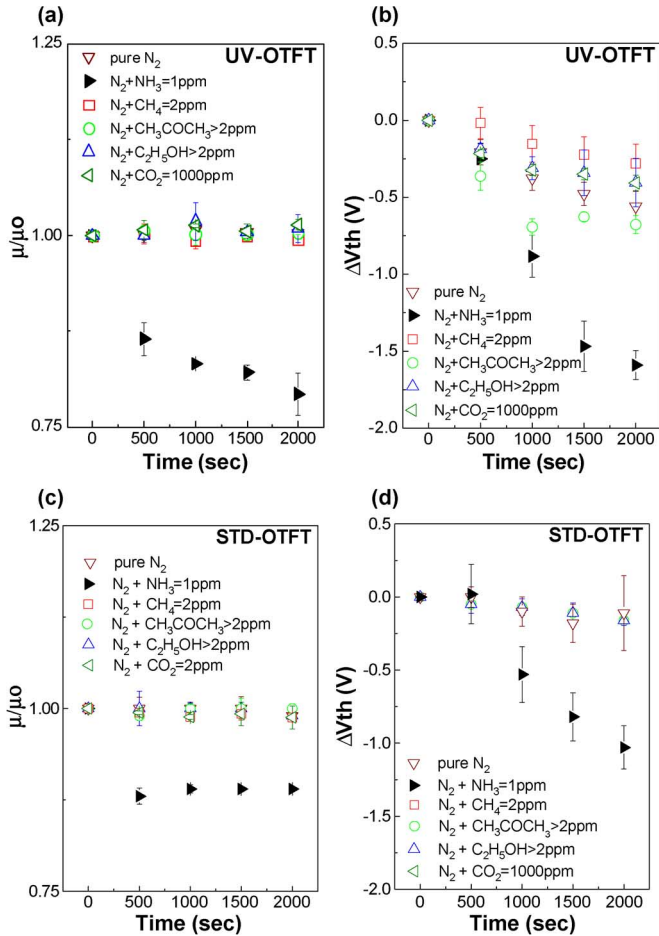 (a)
1.25
UV-OTFT
pure N₂
N₂+NH₃=1ppm
N₂+CH₄=2ppm
N₂+CH₃COCH₃>2ppm
N₂+C₂H₅OH>2ppm
N₂+CO₂=1000ppm
1.00
0.75
μ/μo
0 500 1000 1500 2000
Time (sec)
(b)
0.5
UV-OTFT
0.0
-0.5
-1.0
-1.5
-2.0
ΔVth (V)
pure N₂
N₂+NH₃=1ppm
N₂+CH₄=2ppm
N₂+CH₃COCH₃>2ppm
N₂+C₂H₅OH>2ppm
N₂+CO₂=1000ppm
0 500 1000 1500 2000
Time (sec)
(c)
1.25
STD-OTFT
pure N₂
N₂ + NH₃=1ppm
N₂ + CH₄=2ppm
N₂ + CH₃COCH₃>2ppm
N₂ + C₂H₅OH>2ppm
N₂ + CO₂=2ppm
1.00
0.75
μ/μo
0 500 1000 1500 2000
Time (sec)
(d)
0.5
STD-OTFT
0.0
-0.5
-1.0
-1.5
-2.0
ΔVth (V)
pure N₂
N₂ + NH₃=1ppm
N₂ + CH₄=2ppm
N₂ + CH₃COCH₃>2ppm
N₂ + C₂H₅OH>2ppm
N₂ + CO₂=1000ppm
0 500 1000 1500 2000
Time (sec)